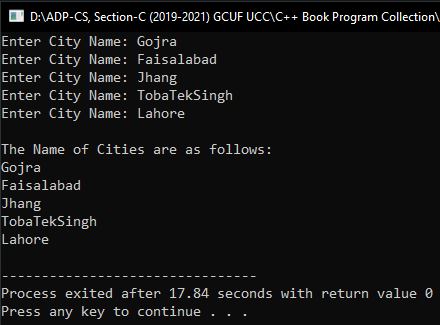 D:\ADP-CS, Section-C (2019-2021) GCUF UCC\C++ Book Program Collection\
Enter City Name: Gojra
Enter City Name: Faisalabad
Enter City Name: Jhang
Enter City Name: TobaTekSingh
Enter City Name: Lahore
The Name of Cities are as follows:
Gojra
Faisalabad
Jhang
TobaTekSingh
Lahore
--------------------------------
Process exited after 17.84 seconds with return value 0
Press any key to continue . . .